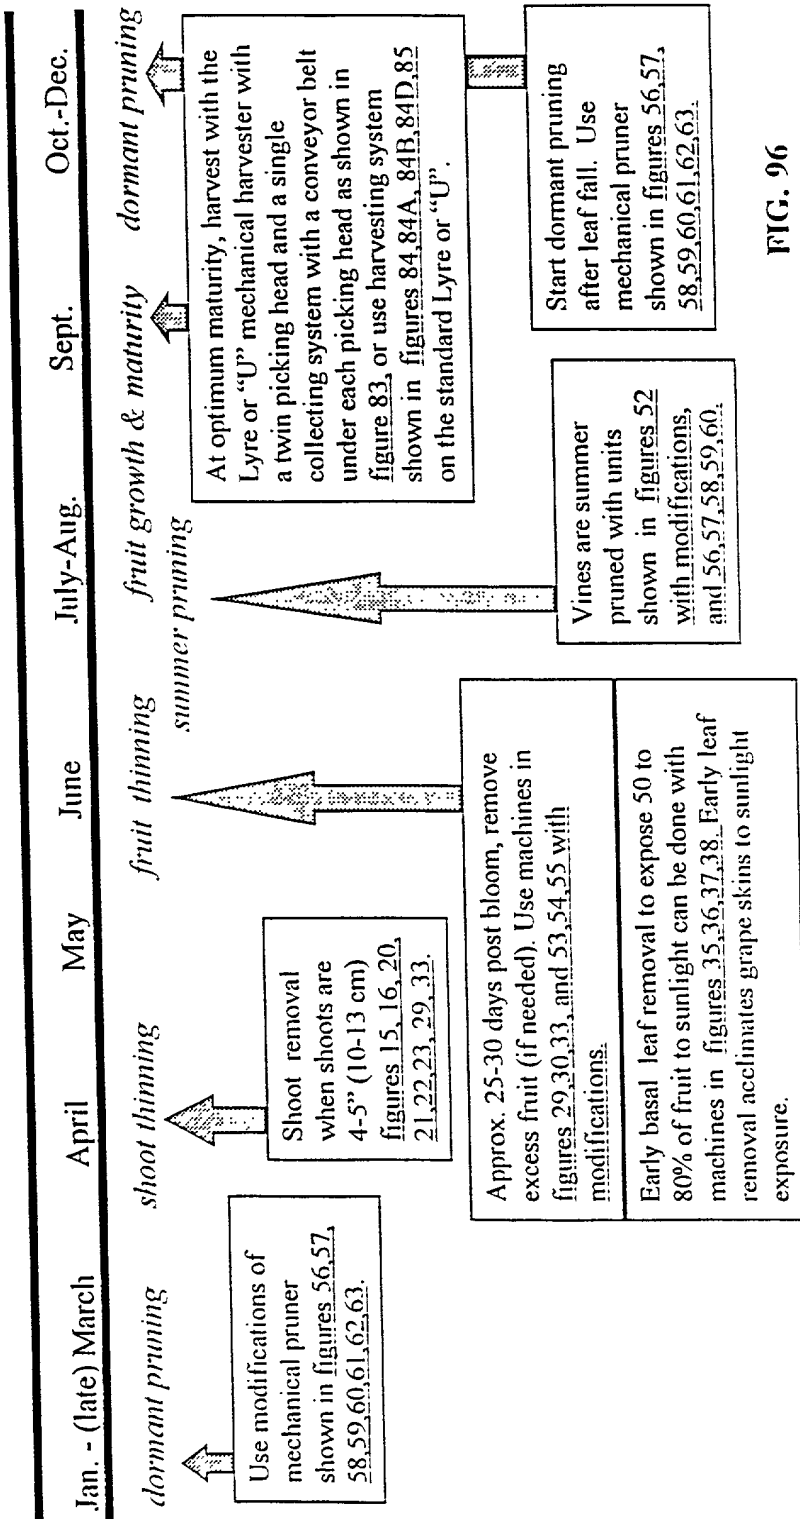 Jan. - (late) March
April
May
June
July-Aug.
Sept.
Oct.-Dec.
dormant pruning
shoot thinning
fruit thinning
summer pruning
fruit growth & maturity
dormant pruning
Use modifications of
mechanical pruner
shown in figures 56,57,
58,59,60,61,62,63.
Shoot removal
when shoots are
4-5" (10-13 cm)
figures 15, 16, 20,
21,22,23, 29, 33.
Approx. 25-30 days post bloom, remove
excess fruit (if needed). Use machines in
figures 29,30,33, and 53,54,55 with
modifications.
Early basal leaf removal to expose 50 to
80% of fruit to sunlight can be done with
machines in figures 35,36,37,38. Early leaf
removal acclimates grape skins to sunlight
exposure.
Vines are summer
pruned with units
shown in figures 52
with modifications,
and 56,57,58,59,60.
At optimum maturity, harvest with the
Lyre or "U" mechanical harvester with
a twin picking head and a single
collecting system with a conveyor belt
under each picking head as shown in
figure 83, or use harvesting system
shown in figures 84,84A, 84B,84D,85
on the standard Lyre or "U".
Start dormant pruning
after leaf fall. Use
mechanical pruner
shown in figures 56,57,
58,59,60,61,62,63.
FIG. 96